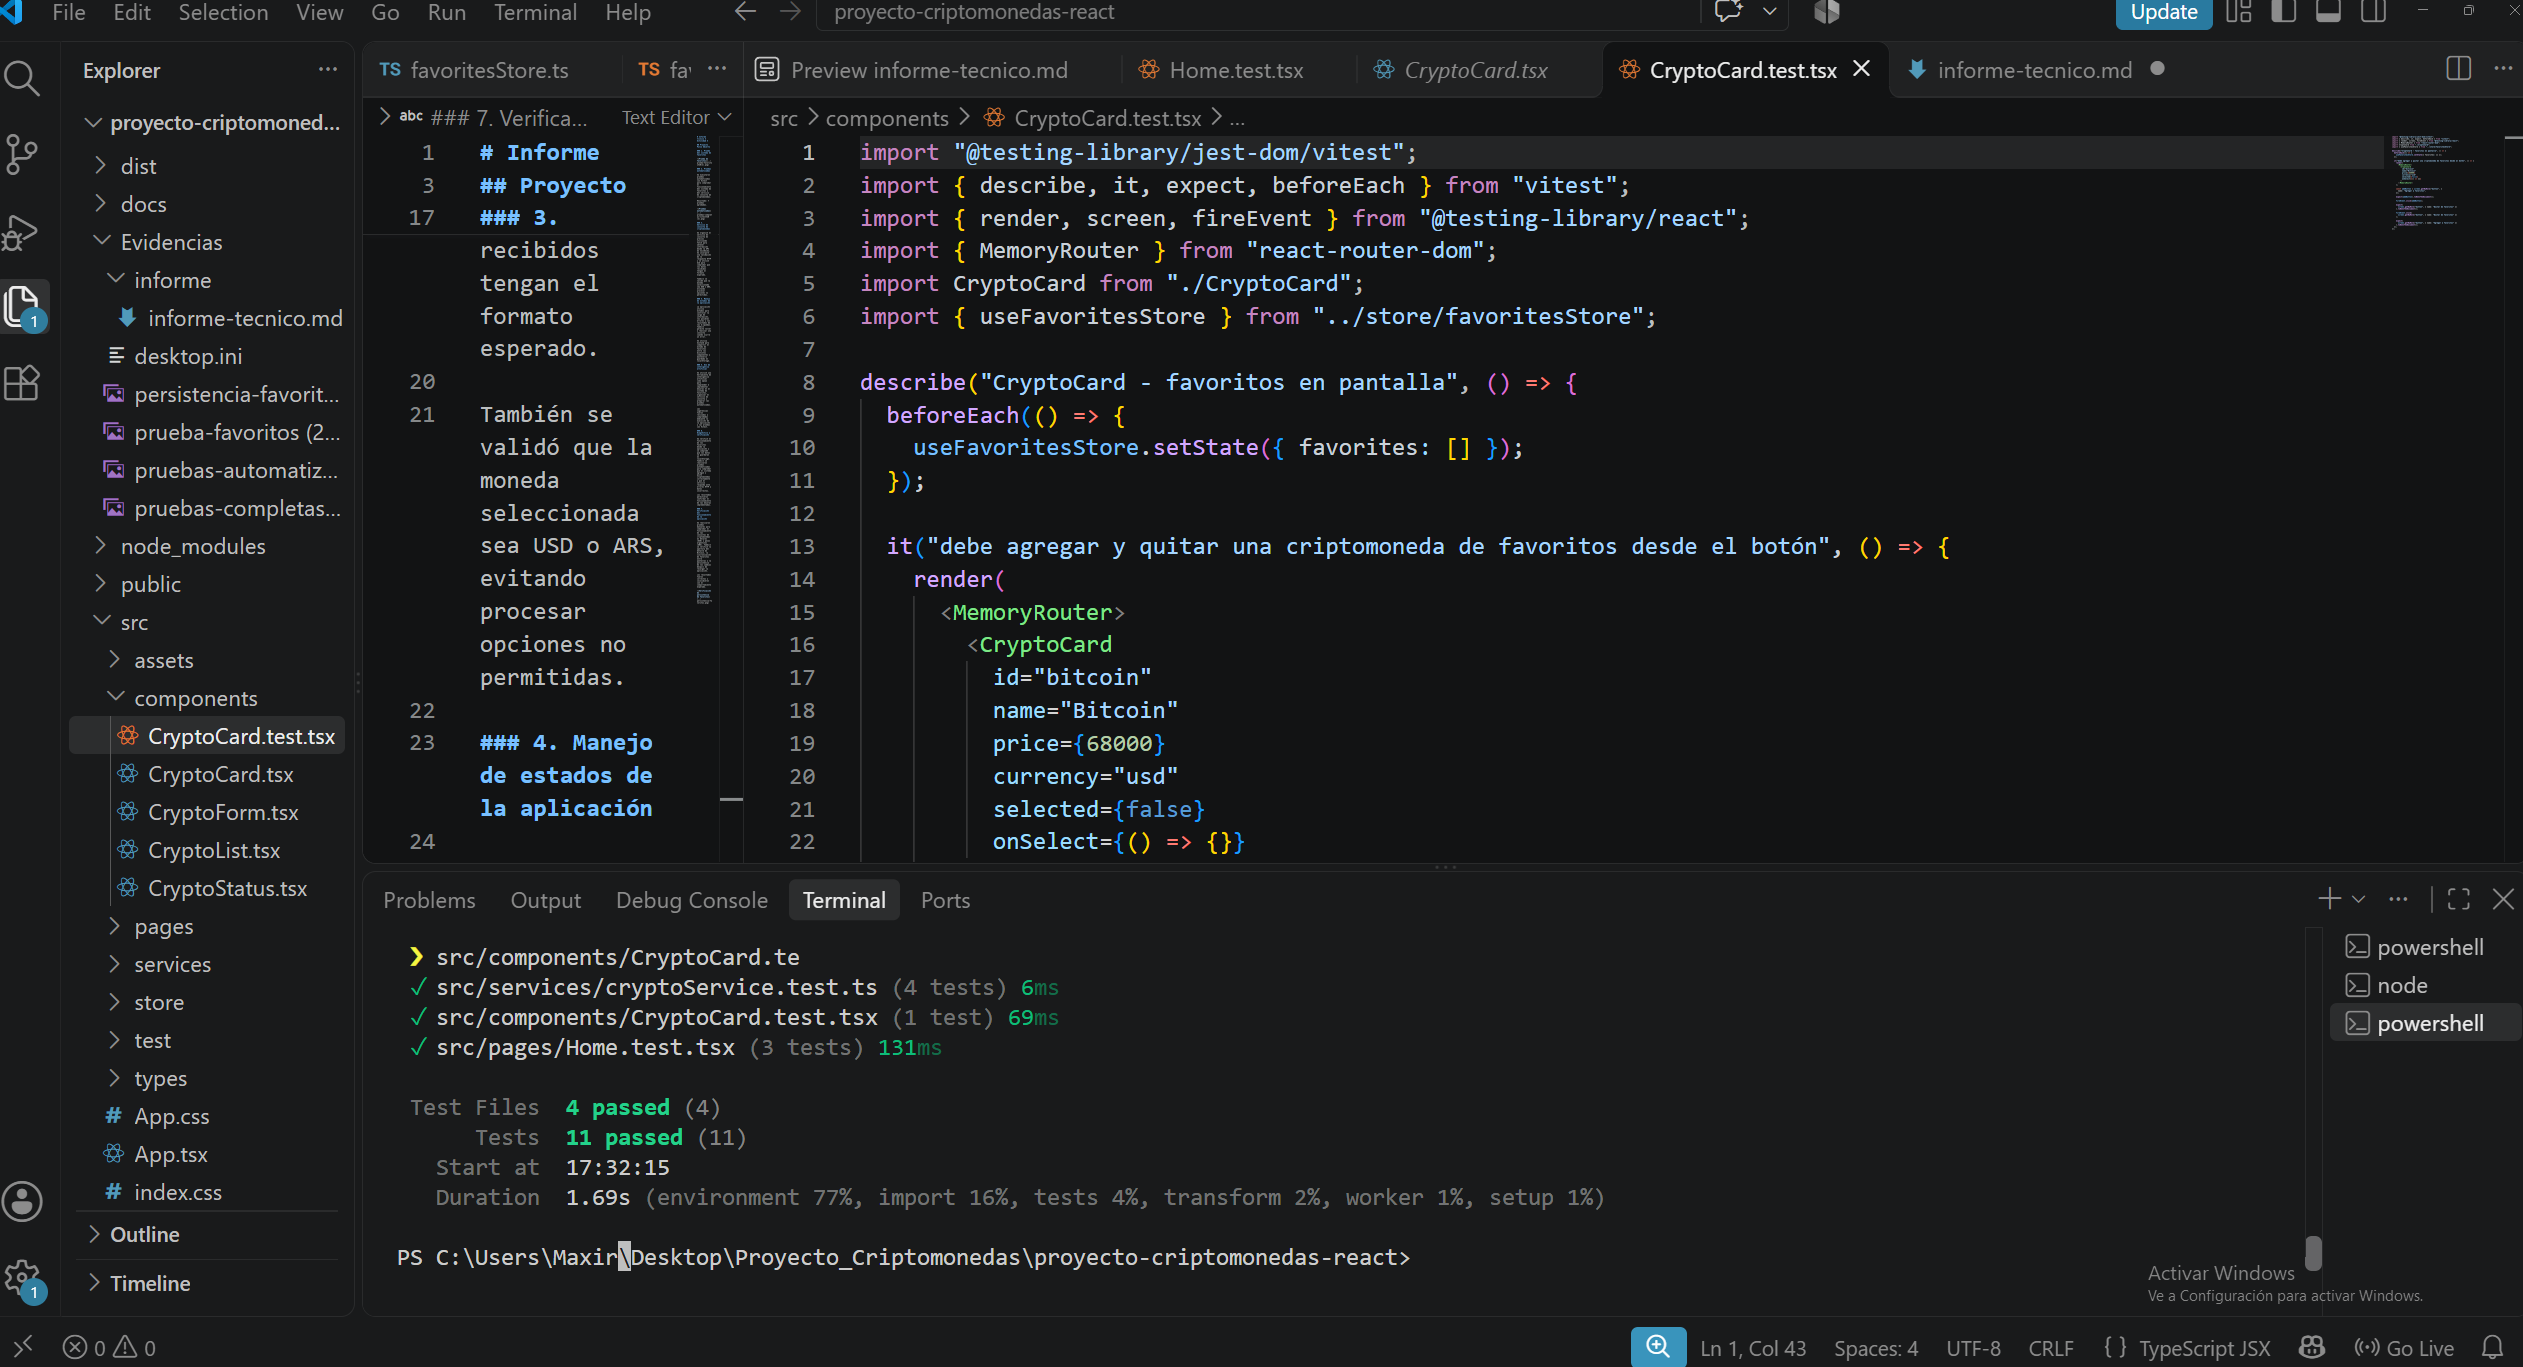 File Edit Selection View Go Run Terminal Help
proyecto-criptomonedas-react
Update
Explorer
proyecto-criptomoned...
dist
docs
Evidencias
informe
informe-tecnico.md
desktop.ini
persistencia-favorit...
prueba-favoritos (2...
pruebas-automatiz...
pruebas-completas...
node_modules
public
src
assets
components
CryptoCard.test.tsx
CryptoCard.tsx
CryptoForm.tsx
CryptoList.tsx
CryptoStatus.tsx
pages
services
store
test
types
# App.css
App.tsx
# index.css
Outline
Timeline
1
1
TS favoritesStore.ts
TS fa
abc ### 7. Verifica... Text Editor
1 # Informe
3 ## Proyecto
17 ### 3.
recibidos
tengan el
formato
esperado.
20
21 También se
validó que la
moneda
seleccionada
sea USD o ARS,
evitando
procesar
opciones no
permitidas.
22
23 ### 4. Manejo
de estados de
la aplicación
24
Preview informe-tecnico.md
Home.test.tsx
CryptoCard.tsx
CryptoCard.test.tsx
informe-tecnico.md
src > components > CryptoCard.test.tsx > ...
1 import "@testing-library/jest-dom/vitest";
2 import { describe, it, expect, beforeEach } from "vitest";
3 import { render, screen, fireEvent } from "@testing-library/react";
4 import { MemoryRouter } from "react-router-dom";
5 import CryptoCard from "./CryptoCard";
6 import { useFavoritesStore } from "../store/favoritesStore";
7
8 describe("CryptoCard - favoritos en pantalla", () => {
9 beforeEach(() => {
10 useFavoritesStore.setState({ favorites: [] });
11 });
12
13 it("debe agregar y quitar una criptomoneda de favoritos desde el botón", () => {
14 render(
15 <MemoryRouter>
16 <CryptoCard
17 id="bitcoin"
18 name="Bitcoin"
19 price={68000}
20 currency="usd"
21 selected={false}
22 onSelect={() => {}}
Problems Output Debug Console Terminal Ports
❯ src/components/CryptoCard.te
✓ src/services/cryptoService.test.ts (4 tests) 6ms
✓ src/components/CryptoCard.test.tsx (1 test) 69ms
✓ src/pages/Home.test.tsx (3 tests) 131ms
Test Files 4 passed (4)
Tests 11 passed (11)
Start at 17:32:15
Duration 1.69s (environment 77%, import 16%, tests 4%, transform 2%, worker 1%, setup 1%)
PS C:\Users\Maxir\Desktop\Proyecto_Criptomonedas\proyecto-criptomonedas-react>
powershell
node
powershell
Activar Windows
Ve a Configuración para activar Windows.
0 0
Ln 1, Col 43 Spaces: 4 UTF-8 CRLF {} TypeScript JSX Go Live